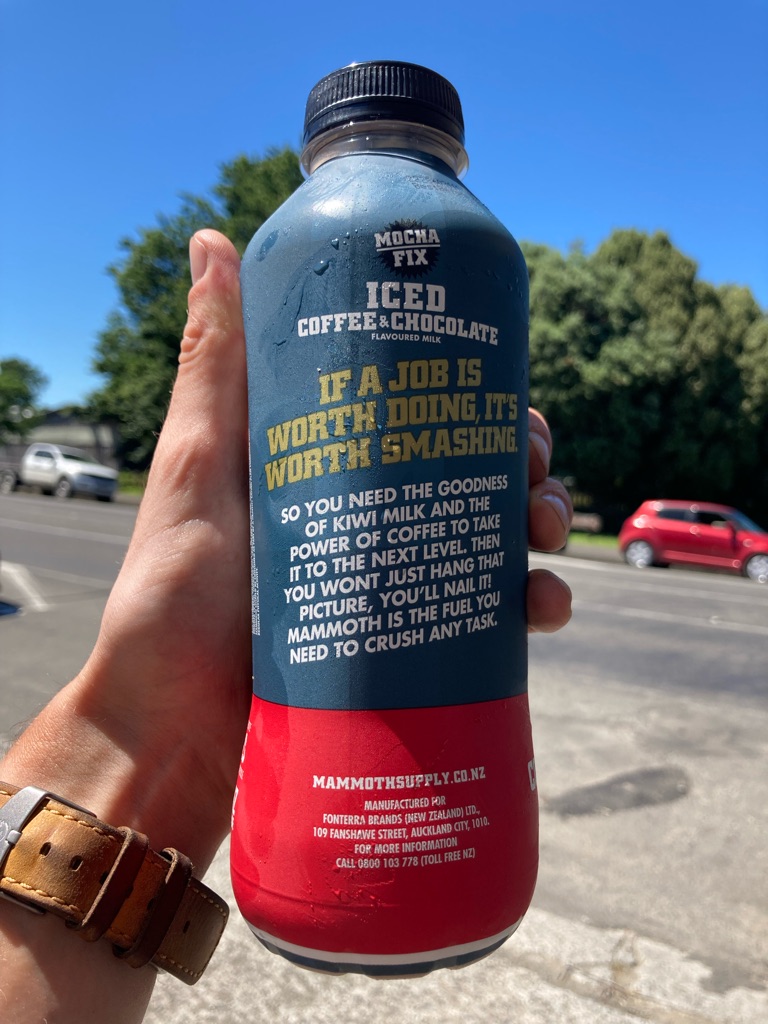 MOCHA
FIX
ICED
COFFEE & CHOCOLATE
FLAVOURED MILK
IF A JOB IS
WORTH DOING, IT'S
WORTH SMASHING.
SO YOU NEED THE GOODNESS
OF KIWI MILK AND THE
POWER OF COFFEE TO TAKE
IT TO THE NEXT LEVEL. THEN
YOU WONT JUST HANG THAT
PICTURE, YOU'LL NAIL IT!
MAMMOTH IS THE FUEL YOU
NEED TO CRUSH ANY TASK.
MAMMOTHSUPPLY.CO.NZ
MANUFACTURED FOR
FONTERRA BRANDS (NEW ZEALAND) LTD.,
109 FANSHAWE STREET, AUCKLAND CITY, 1010.
FOR MORE INFORMATION
CALL 0800 103 778 (TOLL FREE NZ)